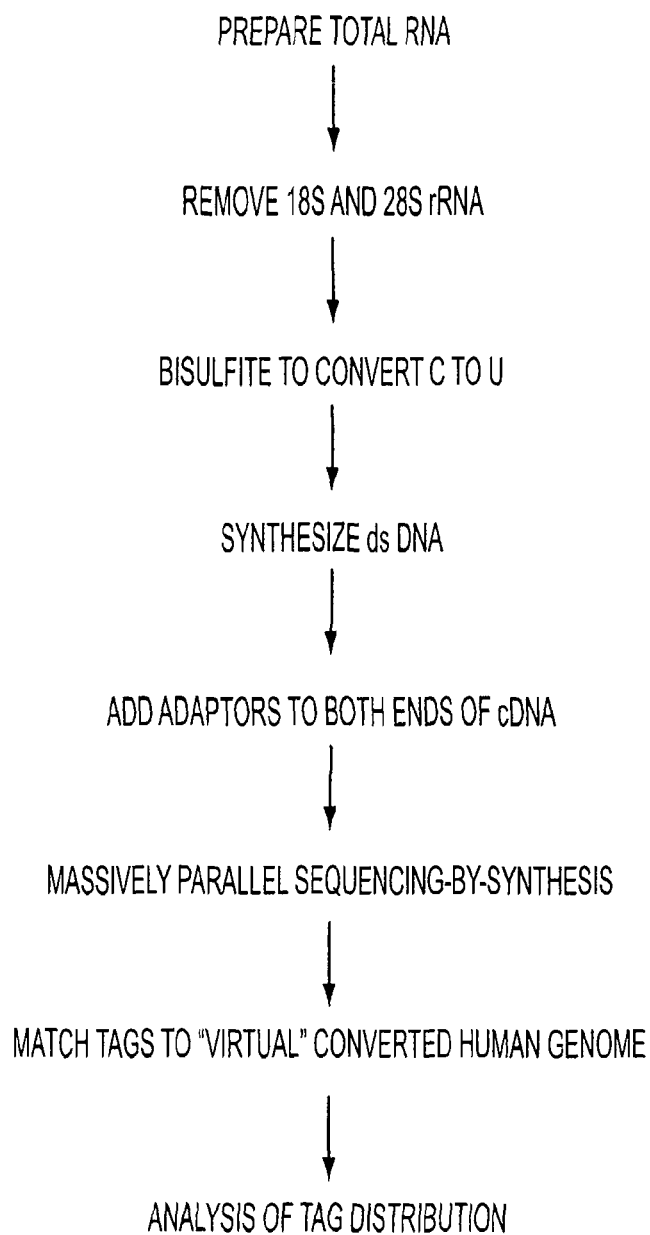 PREPARE TOTAL RNA
REMOVE 18S AND 28S rRNA
BISULFITE TO CONVERT C TO U
SYNTHESIZE ds DNA
ADD ADAPTORS TO BOTH ENDS OF cDNA
MASSIVELY PARALLEL SEQUENCING-BY-SYNTHESIS
MATCH TAGS TO “VIRTUAL” CONVERTED HUMAN GENOME
ANALYSIS OF TAG DISTRIBUTION